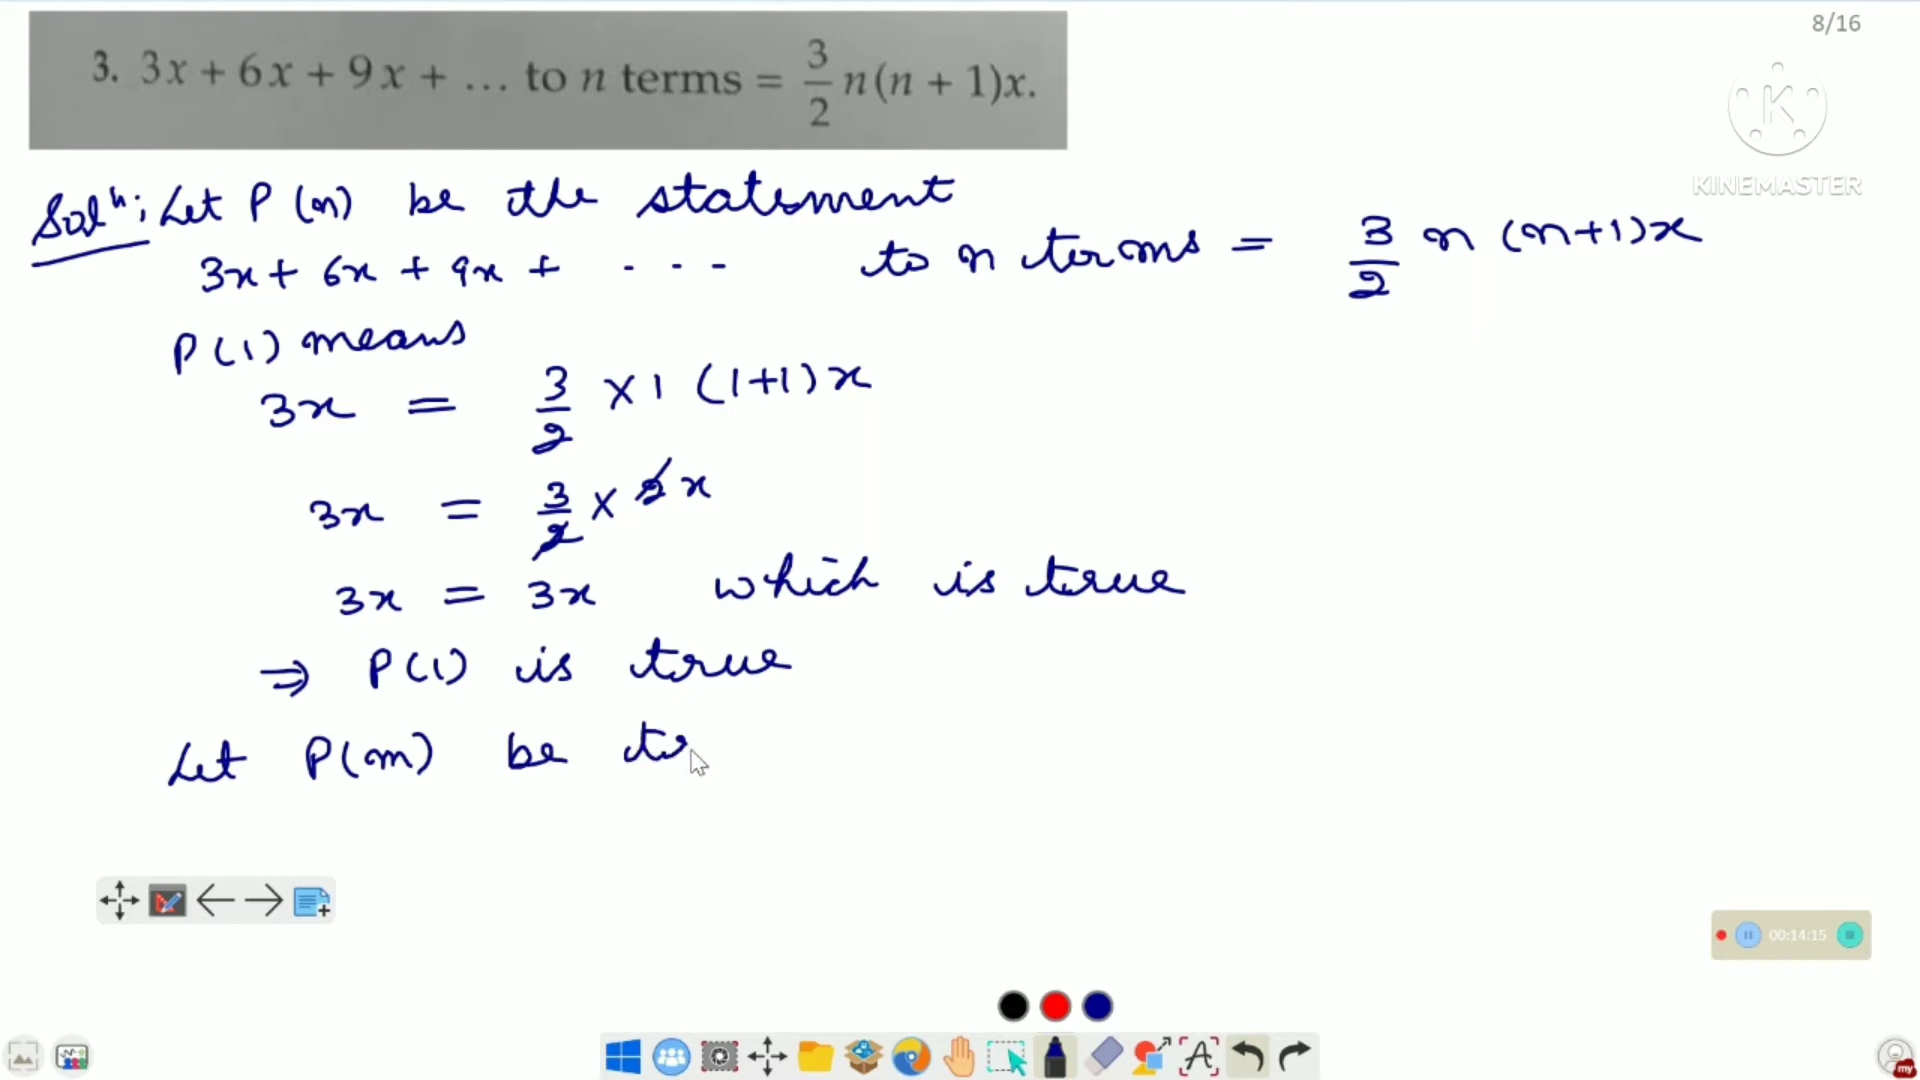 8/16
3. 3x + 6x + 9x + ... to n terms = 3/2 n(n + 1)x.
KINEMASTER
Solⁿ: Let P(n) be the statement
3x + 6x + 9x + - - - to n terms = 3/2 n (n+1)x
P(1) means
3x = 3/2 × 1 (1+1)x
3x = 3/2 × 2x
3x = 3x which is true
⇒ P(1) is true
Let P(m) be tr
00:14:15
my